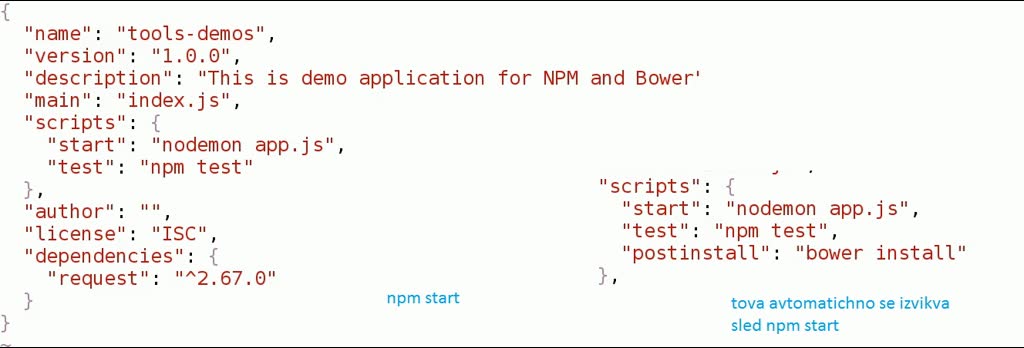 {
  "name": "tools-demos",
  "version": "1.0.0",
  "description": "This is demo application for NPM and Bower'
  "main": "index.js",
  "scripts": {
    "start": "nodemon app.js",
    "test": "npm test"
  },
  "author": "",
  "license": "ISC",
  "dependencies": {
    "request": "^2.67.0"
  }
}
~
npm start
"scripts": {
  "start": "nodemon app.js",
  "test": "npm test",
  "postinstall": "bower install"
},
tova avtomatichno se izvikva
sled npm start